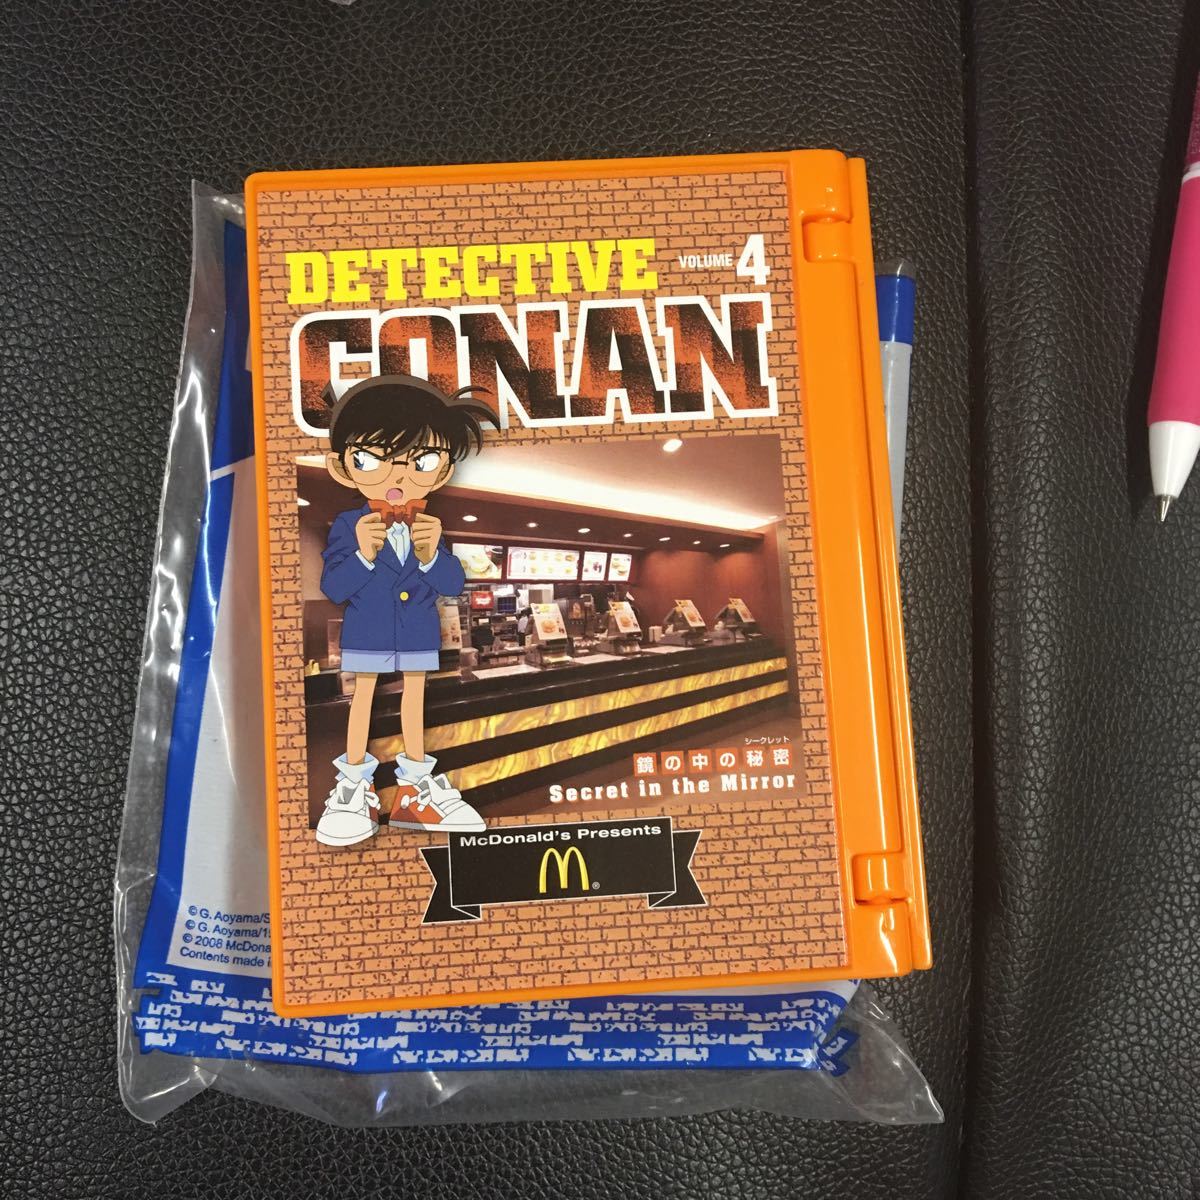 DETECTIVE
VOLUME 4
CONAN
シークレット
鏡の中の秘密
Secret in the Mirror
McDonald's Presents
®
© G. Aoyama/S
© G. Aoyama/1
© 2008 McDona
Contents made i